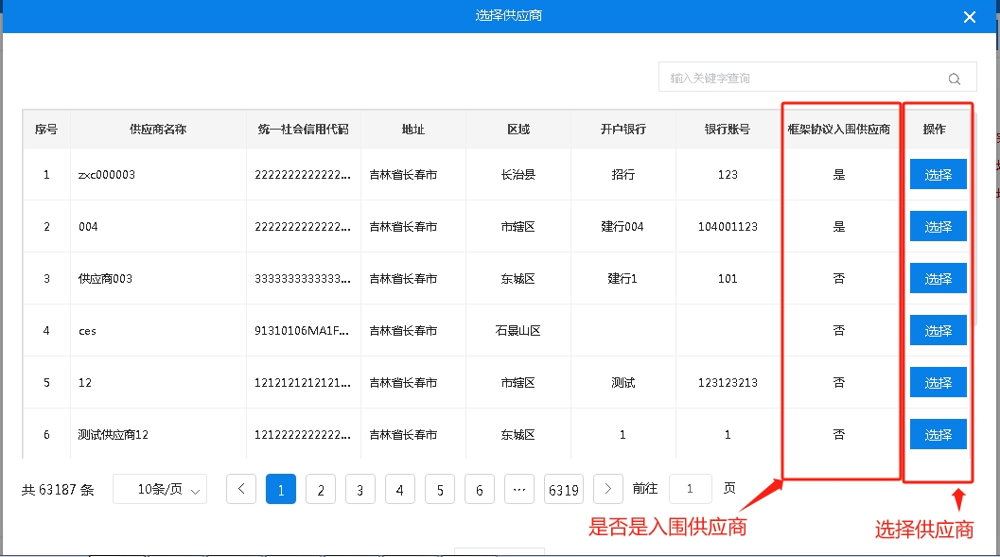 选择供应商
输入关键字查询
序号 供应商名称 统一社会信用代码 地址 区域 开户银行 银行账号 框架协议入围供应商 操作
1 zxc000003 2222222222222... 吉林省长春市 长治县 招行 123 是 选择
2 004 2222222222222... 吉林省长春市 市辖区 建行004 104001123 是 选择
3 供应商003 3333333333333... 吉林省长春市 东城区 建行1 101 否 选择
4 ces 91310106MA1F... 吉林省长春市 石景山区 否 选择
5 12 1212121212121... 吉林省长春市 市辖区 测试 123123213 否 选择
6 测试供应商12 1212222222222... 吉林省长春市 东城区 1 1 否 选择
共 63187 条 10条/页 1 2 3 4 5 6 ... 6319 前往 1 页
是否是入围供应商
选择供应商